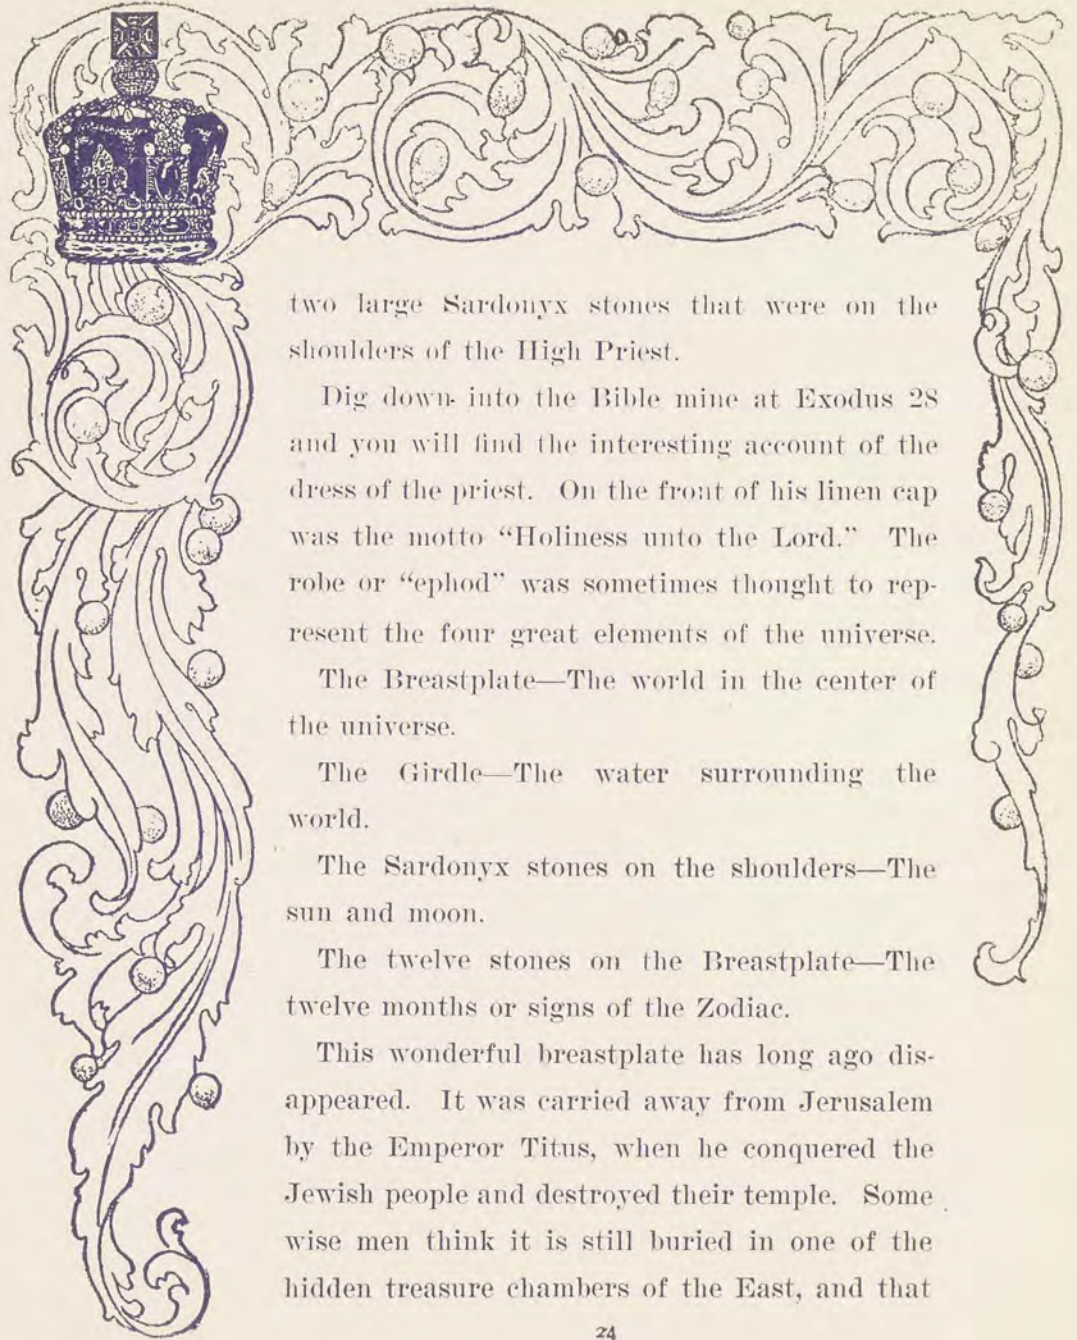 two large Sardonyx stones that were on the
shoulders of the High Priest.
Dig down into the Bible mine at Exodus 28
and you will find the interesting account of the
dress of the priest. On the front of his linen cap
was the motto “Holiness unto the Lord.” The
robe or “ephod” was sometimes thought to rep-
resent the four great elements of the universe.
The Breastplate—The world in the center of
the universe.
The Girdle—The water surrounding the
world.
The Sardonyx stones on the shoulders—The
sun and moon.
The twelve stones on the Breastplate—The
twelve months or signs of the Zodiac.
This wonderful breastplate has long ago dis-
appeared. It was carried away from Jerusalem
by the Emperor Titus, when he conquered the
Jewish people and destroyed their temple. Some
wise men think it is still buried in one of the
hidden treasure chambers of the East, and that
24